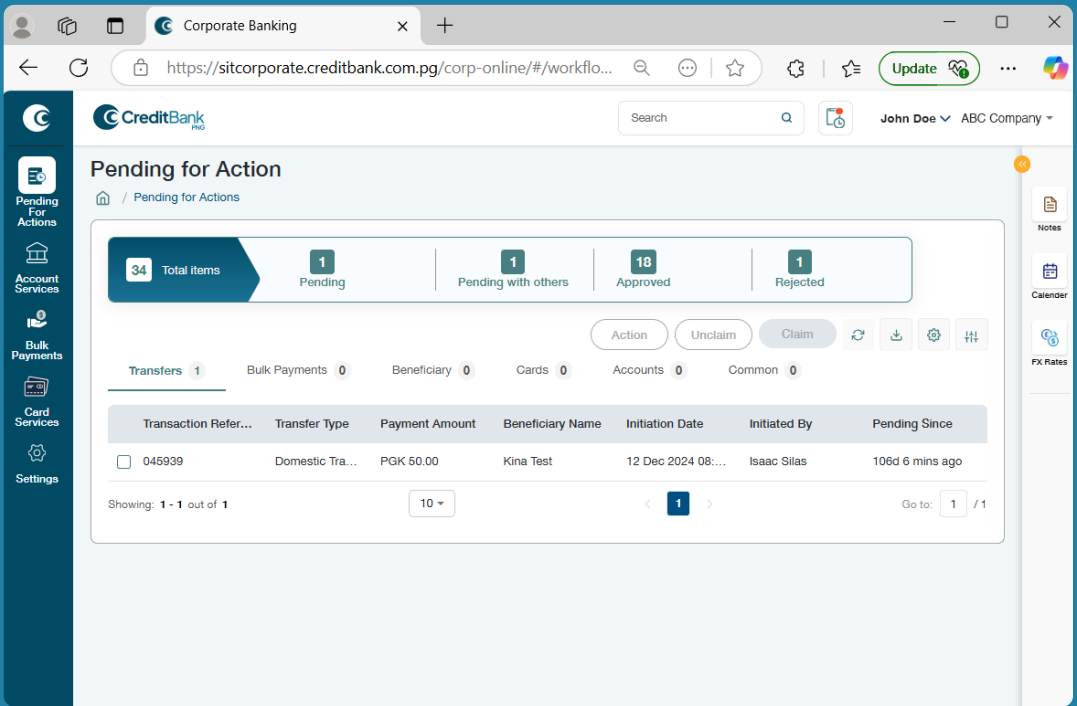 Corporate Banking
https://sitcorporate.creditbank.com.pg/corp-online/#/workflo...
Update
CreditBank
PNG
Search
John Doe
ABC Company
Pending
For
Actions
Account
Services
Bulk
Payments
Card
Services
Settings
Pending for Action
/ Pending for Actions
34 Total items
1
Pending
1
Pending with others
18
Approved
1
Rejected
Action
Unclaim
Claim
Transfers 1
Bulk Payments 0
Beneficiary 0
Cards 0
Accounts 0
Common 0
Transaction Refer... Transfer Type Payment Amount Beneficiary Name Initiation Date Initiated By Pending Since
045939 Domestic Tra... PGK 50.00 Kina Test 12 Dec 2024 08:... Isaac Silas 106d 6 mins ago
Showing: 1 - 1 out of 1
10
1
Go to: 1 / 1
Notes
Calender
FX Rates